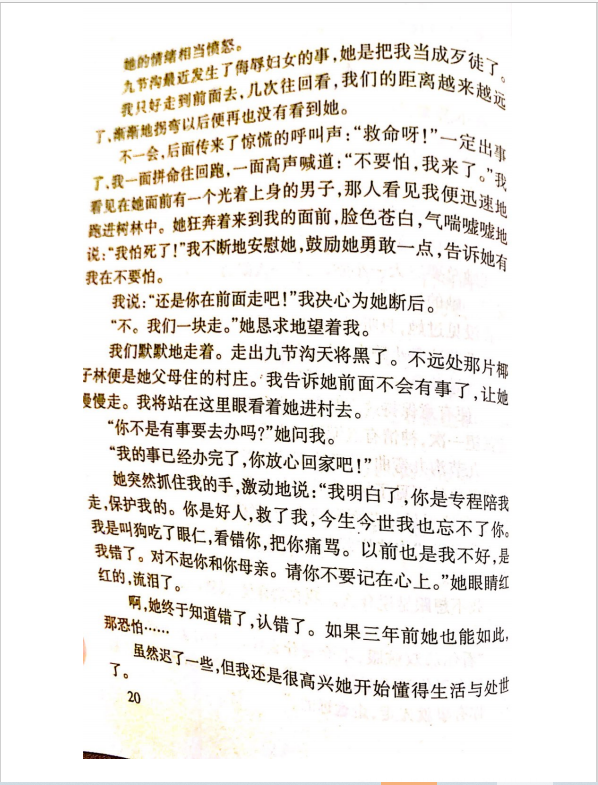 她的情绪相当愤怒。
九节沟最近发生了侮辱妇女的事，她是把我当成歹徒了。
我只好走到前面去，几次往回看，我们的距离越来越远
了，渐渐地拐弯以后便再也没有看到她。
不一会，后面传来了惊慌的呼叫声：“救命呀！”一定出事
了，我一面拼命往回跑，一面高声喊道：“不要怕，我来了。”我
看见在她面前有一个光着上身的男子，那人看见我便迅速地
跑进树林中。她狂奔着来到我的面前，脸色苍白，气喘嘘嘘地
说：“我怕死了！”我不断地安慰她，鼓励她勇敢一点，告诉她有
我在不要怕。
我说：“还是你在前面走吧！”我决心为她断后。
“不。我们一块走。”她恳求地望着我。
我们默默地走着。走出九节沟天将黑了。不远处那片椰
子林便是她父母住的村庄。我告诉她前面不会有事了，让她
慢慢走。我将站在这里眼看着她进村去。
“你不是有事要去办吗？”她问我。
“我的事已经办完了，你放心回家吧！”
她突然抓住我的手，激动地说：“我明白了，你是专程陪我
走，保护我的。你是好人，救了我，今生今世我也忘不了你。
我是叫狗吃了眼仁，看错你，把你痛骂。以前也是我不好，是
我错了。对不起你和你母亲。请你不要记在心上。”她眼睛红
红的，流泪了。
啊，她终于知道错了，认错了。如果三年前她也能如此，
那恐怕……
虽然迟了一些，但我还是很高兴她开始懂得生活与处世
了。
20